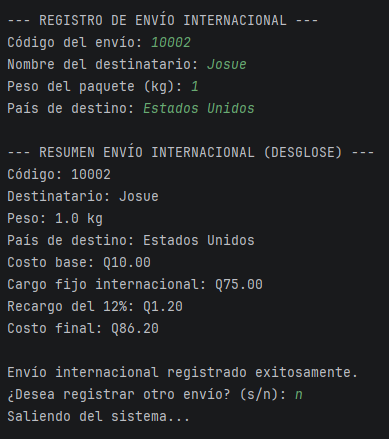 --- REGISTRO DE ENVÍO INTERNACIONAL ---
Código del envío: 10002
Nombre del destinatario: Josue
Peso del paquete (kg): 1
País de destino: Estados Unidos
--- RESUMEN ENVÍO INTERNACIONAL (DESGLOSE) ---
Código: 10002
Destinatario: Josue
Peso: 1.0 kg
País de destino: Estados Unidos
Costo base: Q10.00
Cargo fijo internacional: Q75.00
Recargo del 12%: Q1.20
Costo final: Q86.20
Envío internacional registrado exitosamente.
¿Desea registrar otro envío? (s/n): n
Saliendo del sistema...